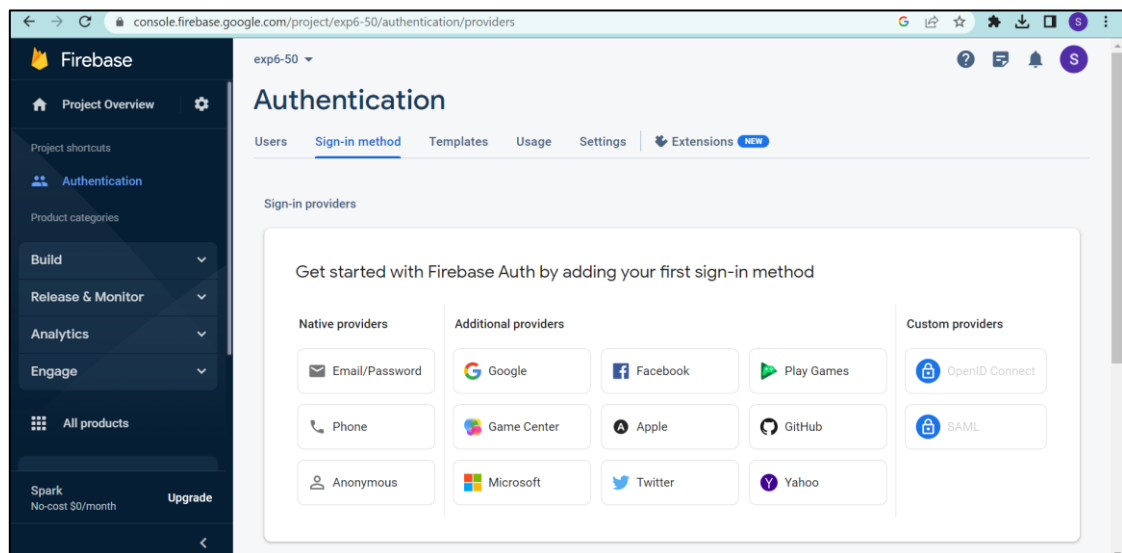 console.firebase.google.com/project/exp6-50/authentication/providers
S
Firebase
Project Overview
Project shortcuts
Authentication
Product categories
Build
Release & Monitor
Analytics
Engage
All products
Spark
No-cost $0/month
Upgrade
exp6-50
S
Authentication
Users Sign-in method Templates Usage Settings Extensions NEW
Sign-in providers
Get started with Firebase Auth by adding your first sign-in method
Native providers Additional providers Custom providers
Email/Password Google Facebook Play Games OpenID Connect
Phone Game Center Apple GitHub SAML
Anonymous Microsoft Twitter Yahoo